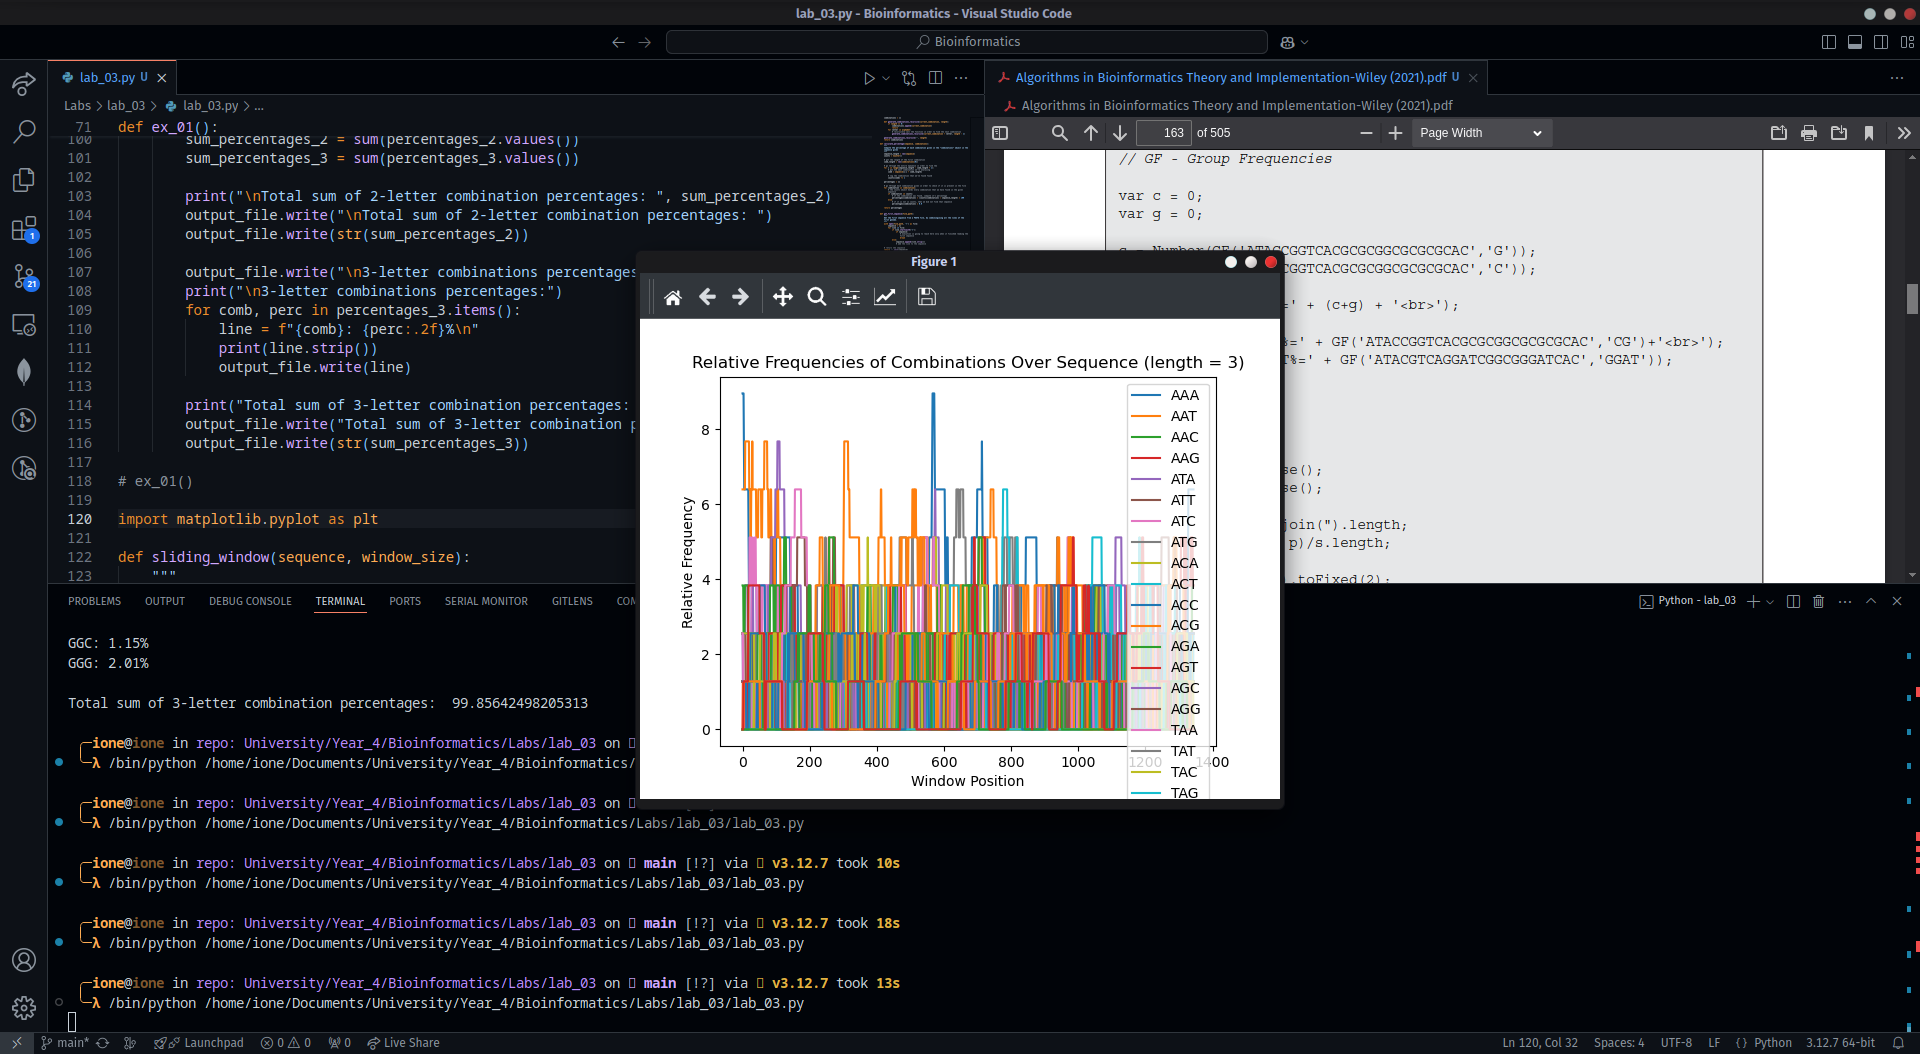 lab_03.py - Bioinformatics - Visual Studio Code
Bioinformatics
lab_03.py U
Labs > lab_03 > lab_03.py > ...
71 def ex_01():
100 sum_percentages_2 = sum(percentages_2.values())
101 sum_percentages_3 = sum(percentages_3.values())
102
103 print("\nTotal sum of 2-letter combination percentages: ", sum_percentages_2)
104 output_file.write("\nTotal sum of 2-letter combination percentages: ")
105 output_file.write(str(sum_percentages_2))
106
107 output_file.write("\n3-letter combinations percentages
108 print("\n3-letter combinations percentages:")
109 for comb, perc in percentages_3.items():
110 line = f"{comb}: {perc:.2f}%\n"
111 print(line.strip())
112 output_file.write(line)
113
114 print("Total sum of 3-letter combination percentages:
115 output_file.write("Total sum of 3-letter combination p
116 output_file.write(str(sum_percentages_3))
117
118 # ex_01()
119
120 import matplotlib.pyplot as plt
121
122 def sliding_window(sequence, window_size):
123 """
Algorithms in Bioinformatics Theory and Implementation-Wiley (2021).pdf U
Algorithms in Bioinformatics Theory and Implementation-Wiley (2021).pdf
163 of 505
Page Width
// GF - Group Frequencies
var c = 0;
var g = 0;
c = Number(GF('ATACCGGTCACGCGCGGCGCGCGCAC','G'));
CGGTCACGCGCGGCGCGCGCAC','C'));
=' + (c+g) + '<br>');
%=' + GF('ATACCGGTCACGCGCGGCGCGCGCAC','CG')+'<br>');
T%=' + GF('ATACGTCAGGATCGGCGGGATCAC','GGAT'));
se();
se();
join('').length;
p)/s.length;
.toFixed(2);
Figure 1
Relative Frequencies of Combinations Over Sequence (length = 3)
Relative Frequency
8
6
4
2
0
0 200 400 600 800 1000 1200 1400
Window Position
AAA
AAT
AAC
AAG
ATA
ATT
ATC
ATG
ACA
ACT
ACC
ACG
AGA
AGT
AGC
AGG
TAA
TAT
TAC
TAG
PROBLEMS OUTPUT DEBUG CONSOLE TERMINAL PORTS SERIAL MONITOR GITLENS COM
Python - lab_03
GGC: 1.15%
GGG: 2.01%
Total sum of 3-letter combination percentages: 99.85642498205313
ione@ione in repo: University/Year_4/Bioinformatics/Labs/lab_03 on
λ /bin/python /home/ione/Documents/University/Year_4/Bioinformatics/
ione@ione in repo: University/Year_4/Bioinformatics/Labs/lab_03 on
λ /bin/python /home/ione/Documents/University/Year_4/Bioinformatics/Labs/lab_03/lab_03.py
ione@ione in repo: University/Year_4/Bioinformatics/Labs/lab_03 on main [!?] via v3.12.7 took 10s
λ /bin/python /home/ione/Documents/University/Year_4/Bioinformatics/Labs/lab_03/lab_03.py
ione@ione in repo: University/Year_4/Bioinformatics/Labs/lab_03 on main [!?] via v3.12.7 took 18s
λ /bin/python /home/ione/Documents/University/Year_4/Bioinformatics/Labs/lab_03/lab_03.py
ione@ione in repo: University/Year_4/Bioinformatics/Labs/lab_03 on main [!?] via v3.12.7 took 13s
λ /bin/python /home/ione/Documents/University/Year_4/Bioinformatics/Labs/lab_03/lab_03.py
1
21
main* Launchpad 0 0 0 Live Share
Ln 120, Col 32 Spaces: 4 UTF-8 LF {} Python 3.12.7 64-bit